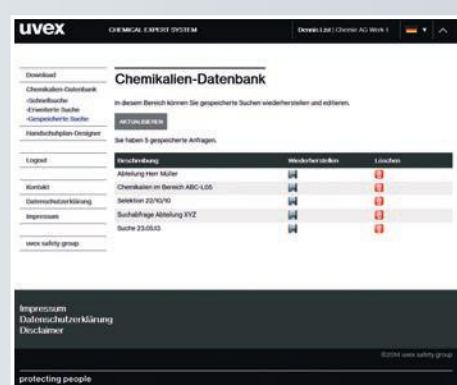 uvex
CHEMICAL EXPERT SYSTEM
Dennis List | Chemie AG Werk 1
Download
Chemikalien-Datenbank
-Schnellsuche
-Erweiterte Suche
-Gespeicherte Suche
Handschuhplan-Designer
Logout
Kontakt
Datenschutzerklärung
Impressum
uvex safety group
Chemikalien-Datenbank
In diesem Bereich können Sie gespeicherte Suchen wiederherstellen und editieren.
AKTUALISIEREN
Sie haben 5 gespeicherte Anfragen.
Beschreibung Wiederherstellen Löschen
Abteilung Herr Müller
Chemikalien im Bereich ABC-L05
Selektion 22/10/10
Suchabfrage Abteilung XYZ
Suche 23.05.13
Impressum
Datenschutzerklärung
Disclaimer
©2014 uvex safety group
protecting people